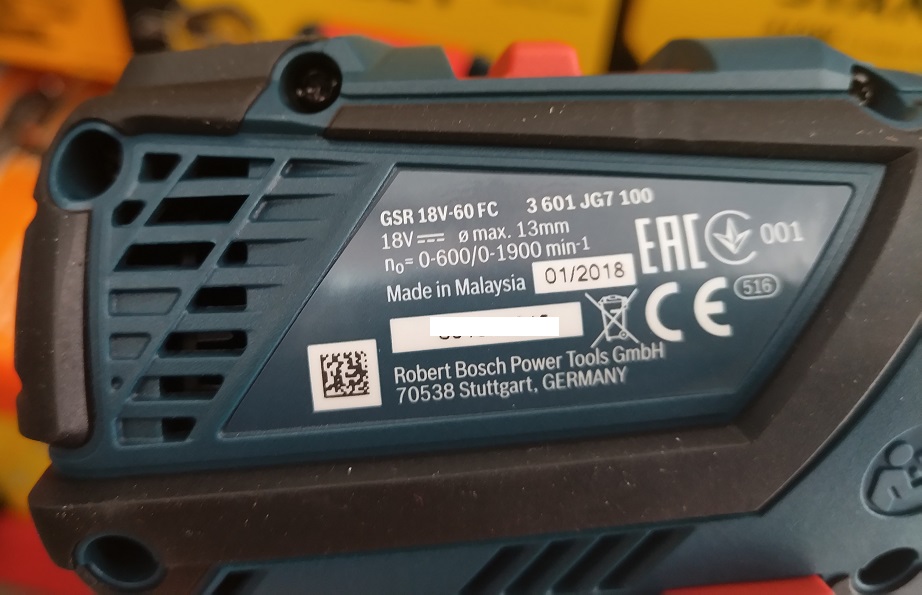 GSR 18V-60 FC 3 601 JG7 100
18V ⎓ ø max. 13mm
n₀= 0-600/0-1900 min-1
Made in Malaysia 01/2018
EAC 001
CE 516
Robert Bosch Power Tools GmbH
70538 Stuttgart, GERMANY